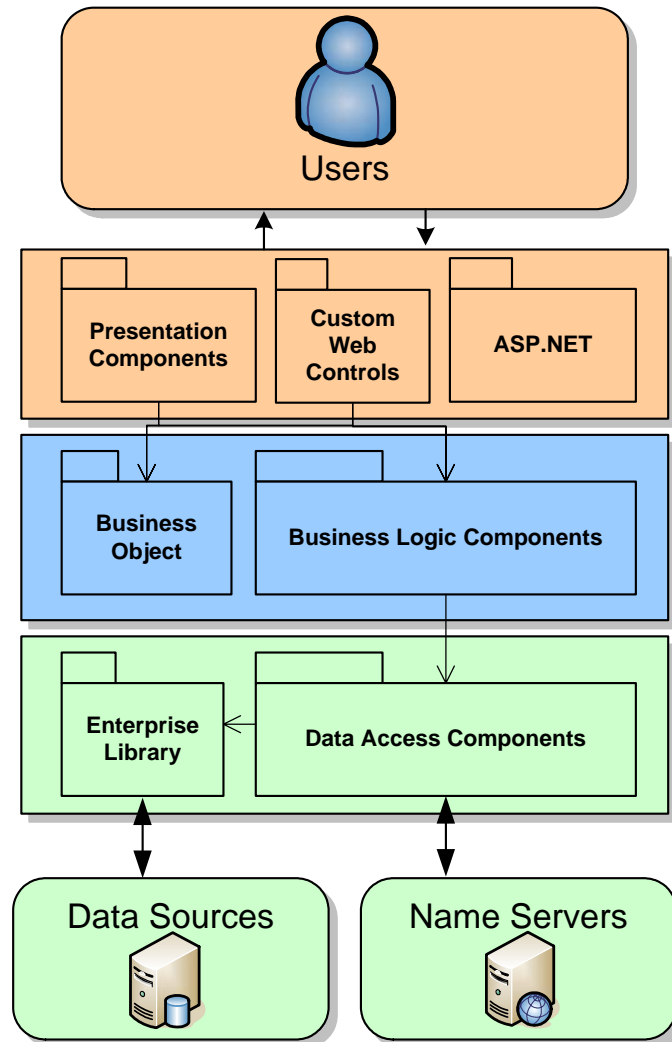 Users
Presentation
Components
Custom
Web
Controls
ASP.NET
Business
Object
Business Logic Components
Enterprise
Library
Data Access Components
Data Sources
Name Servers